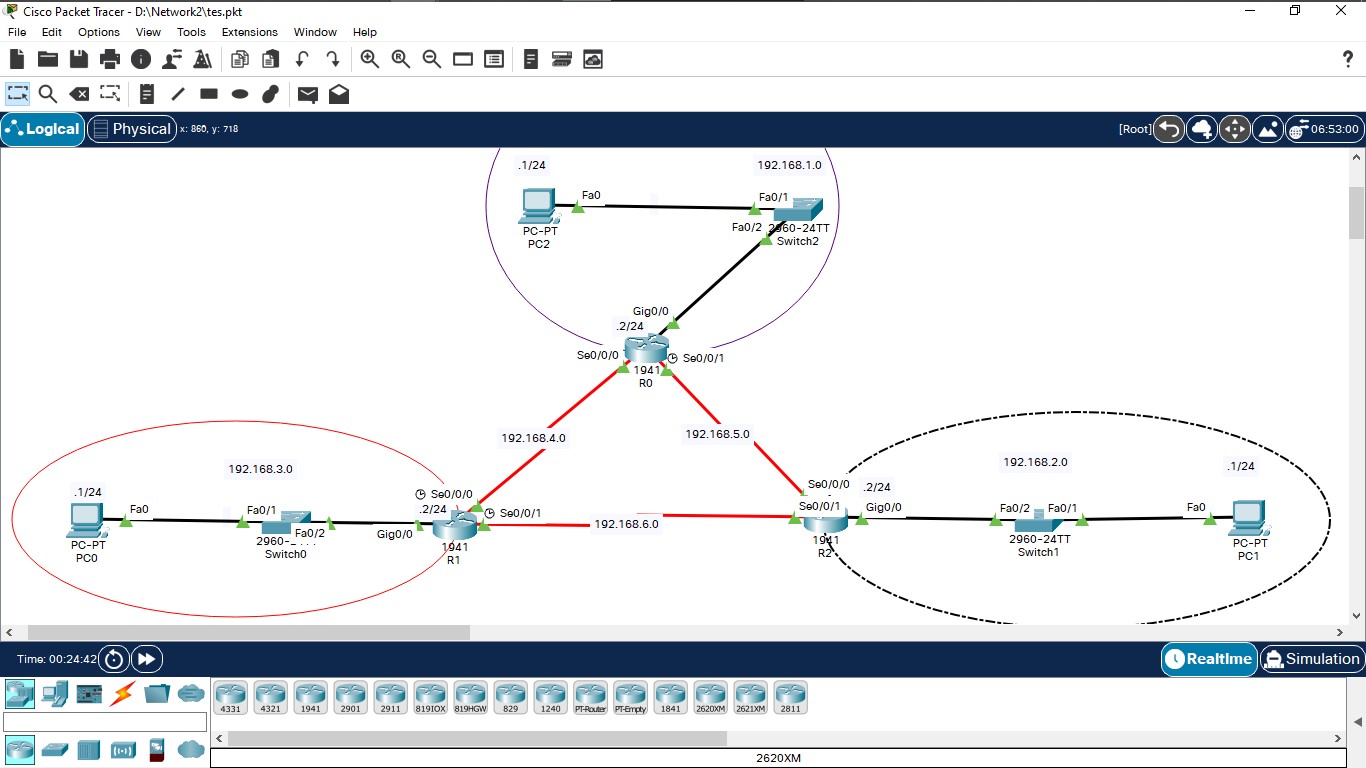 Cisco Packet Tracer - D:\Network2\tes.pkt
File Edit Options View Tools Extensions Window Help
Logical Physical x: 860, y: 718 [Root] 06:53:00
.1/24 192.168.1.0
Fa0 Fa0/1
PC-PT
PC2
Fa0/2 2960-24TT
Switch2
Gig0/0
.2/24
Se0/0/0 Se0/0/1
1941
R0
192.168.4.0 192.168.5.0
192.168.3.0 192.168.2.0
.1/24 Se0/0/0 Se0/0/0 .2/24 .1/24
Fa0 Fa0/1 .2/24 Se0/0/1 Se0/0/1 Gig0/0 Fa0/2 Fa0/1 Fa0
192.168.6.0
Fa0/2 Gig0/0
PC-PT
PC0
2960-
Switch0
1941
R1
1941
R2
2960-24TT
Switch1
PC-PT
PC1
Time: 00:24:42 Realtime Simulation
4331 4321 1941 2901 2911 819IOX 819HGW 829 1240 PT-Router PT-Empty 1841 2620XM 2621XM 2811
2620XM